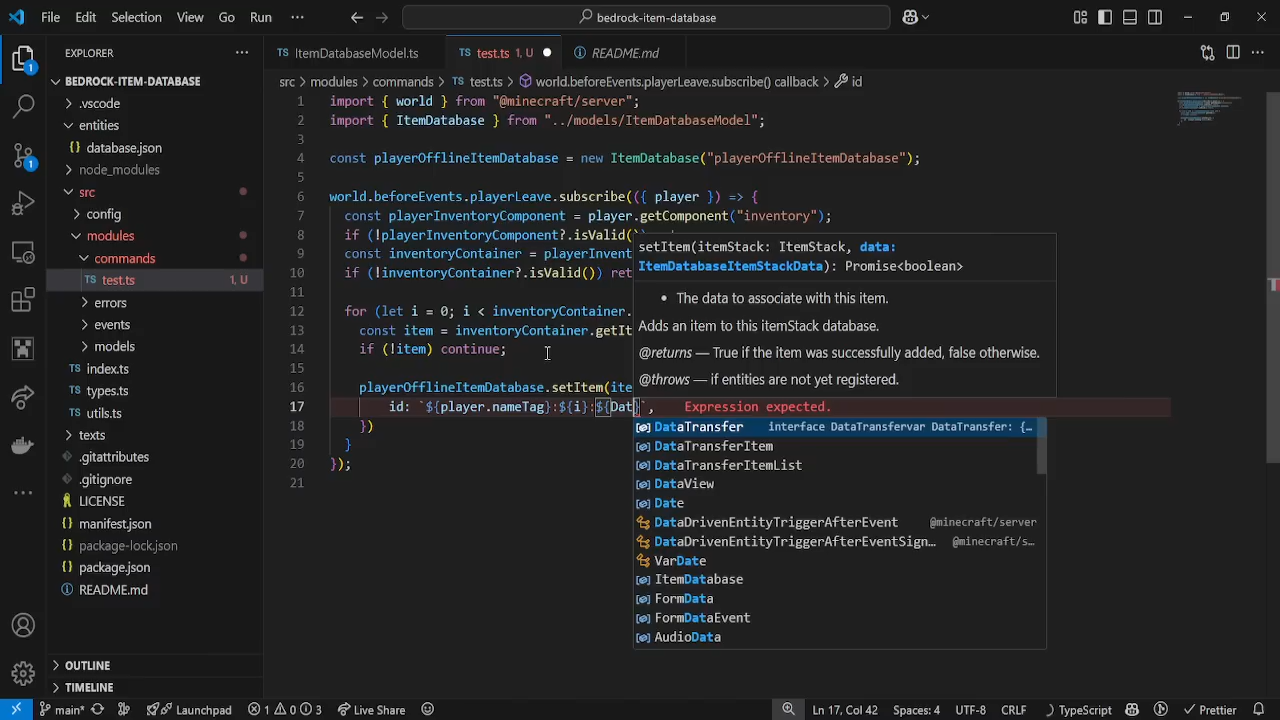 File Edit Selection View Go Run ··· bedrock-item-database
EXPLORER ···
BEDROCK-ITEM-DATABASE
.vscode
entities
{} database.json
node_modules
src
config
modules
commands
TS test.ts 1, U
errors
events
models
TS index.ts
TS types.ts
TS utils.ts
texts
.gitattributes
.gitignore
LICENSE
{} manifest.json
{} package-lock.json
{} package.json
README.md
OUTLINE
TIMELINE
1
1
TS ItemDatabaseModel.ts TS test.ts 1, U README.md
src > modules > commands > TS test.ts > world.beforeEvents.playerLeave.subscribe() callback > id
1 import { world } from "@minecraft/server";
2 import { ItemDatabase } from "../models/ItemDatabaseModel";
3
4 const playerOfflineItemDatabase = new ItemDatabase("playerOfflineItemDatabase");
5
6 world.beforeEvents.playerLeave.subscribe(({ player }) => {
7 const playerInventoryComponent = player.getComponent("inventory");
8 if (!playerInventoryComponent?.isValid())
9 const inventoryContainer = playerInvent
10 if (!inventoryContainer?.isValid()) ret
11
12 for (let i = 0; i < inventoryContainer.
13 const item = inventoryContainer.getIt
14 if (!item) continue;
15
16 playerOfflineItemDatabase.setItem(ite
17 id: `${player.nameTag}:${i}:${Dat}`, Expression expected.
18 })
19 }
20 });
21
setItem(itemStack: ItemStack, data:
ItemDatabaseItemStackData): Promise<boolean>
• The data to associate with this item.
Adds an item to this itemStack database.
@returns — True if the item was successfully added, false otherwise.
@throws — if entities are not yet registered.
DataTransfer interface DataTransfervar DataTransfer: {…
DataTransferItem
DataTransferItemList
DataView
Date
DataDrivenEntityTriggerAfterEvent @minecraft/server
DataDrivenEntityTriggerAfterEventSign… @minecraft/s…
VarDate
ItemDatabase
FormData
FormDataEvent
AudioData
main* Launchpad 1 0 3 Live Share Ln 17, Col 42 Spaces: 4 UTF-8 CRLF TypeScript Prettier